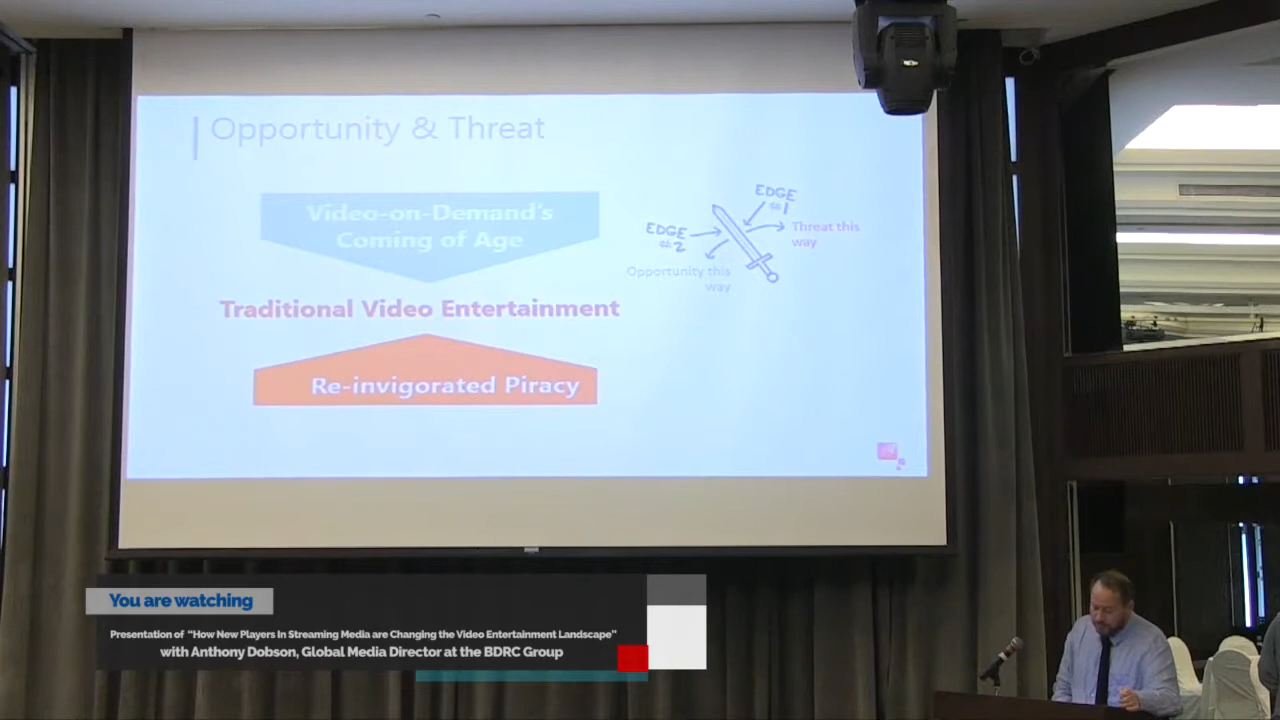 Opportunity & Threat
Video-on-Demand's
Coming of Age
Traditional Video Entertainment
Re-invigorated Piracy
EDGE
#1
EDGE
#2
Threat this
way
Opportunity this
way
You are watching
Presentation of "How New Players In Streaming Media are Changing the Video Entertainment Landscape"
with Anthony Dobson, Global Media Director at the BDRC Group